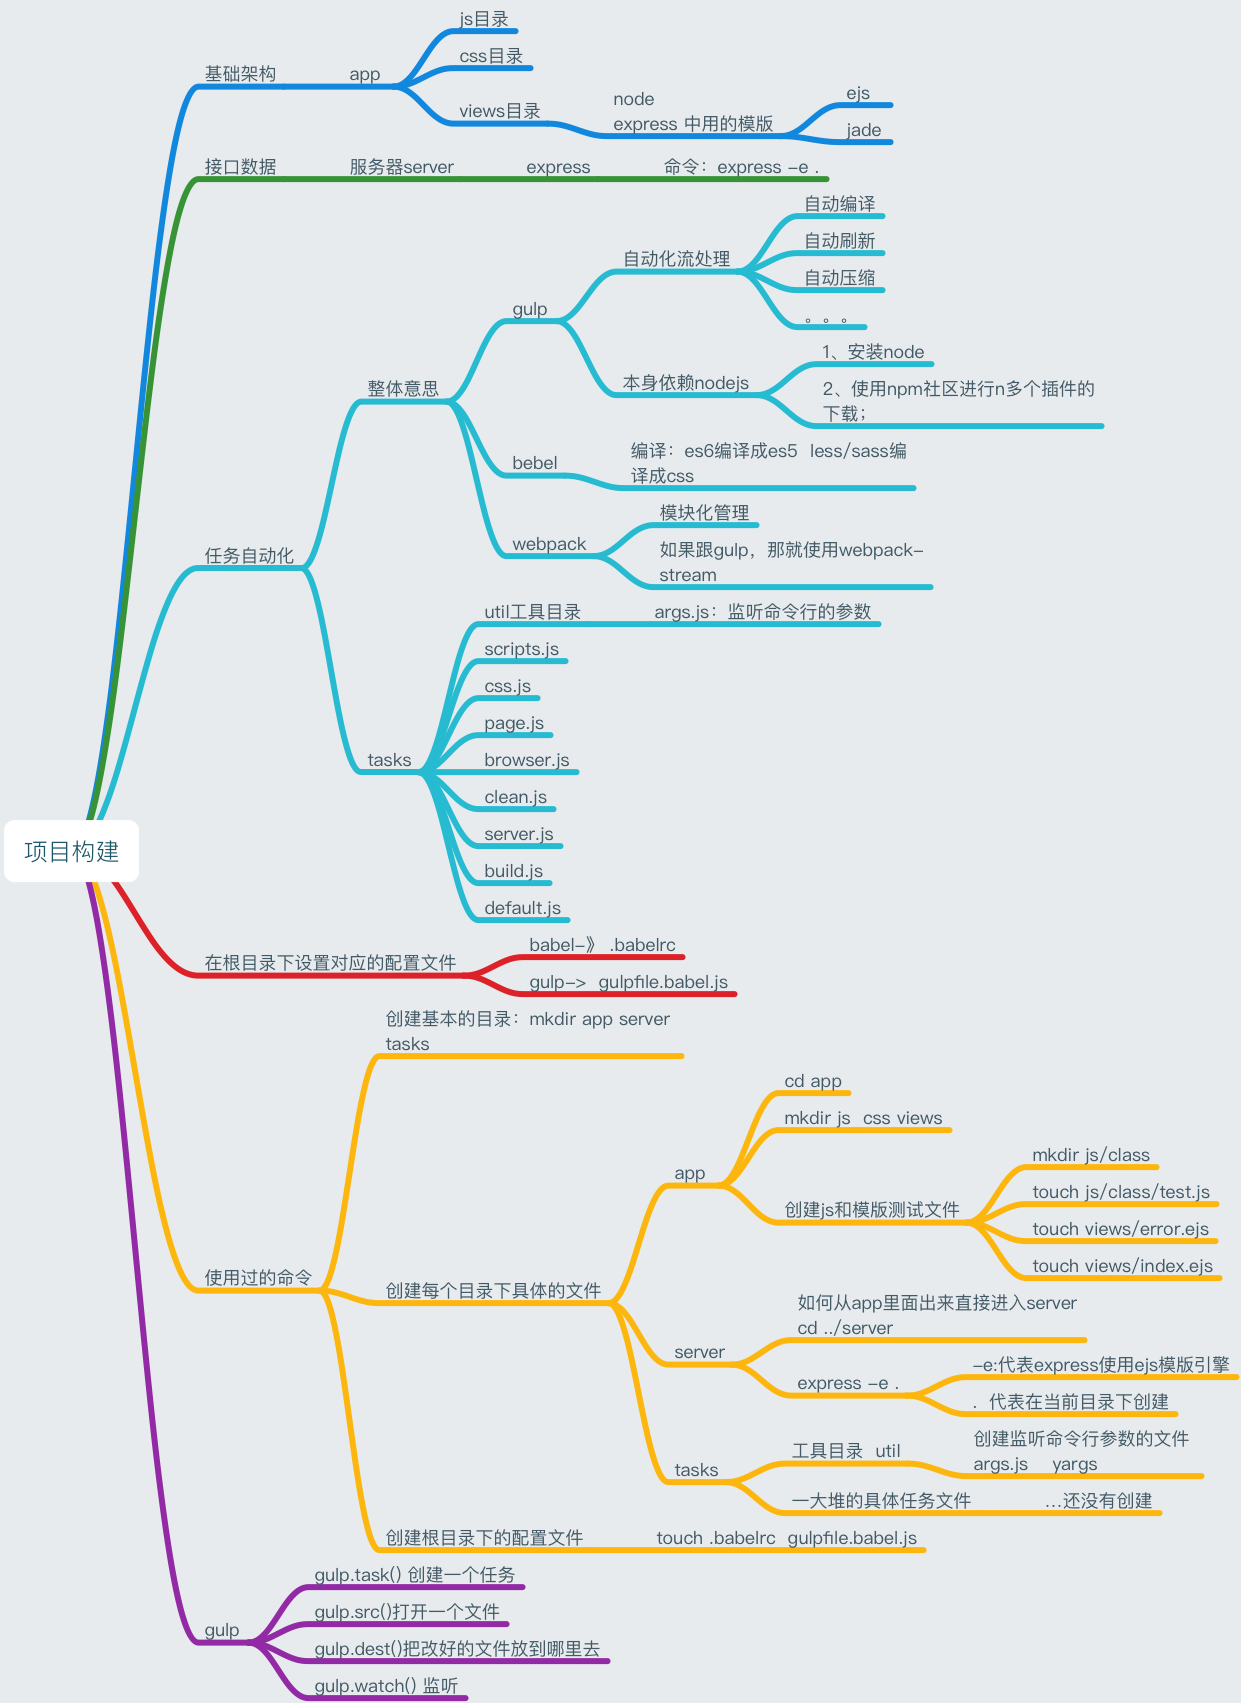 js目录
css目录
基础架构
app
views目录
node
express 中用的模版
ejs
jade
接口数据
服务器server
express
命令：express -e .
自动编译
自动刷新
自动化流处理
自动压缩
。。。
gulp
1、安装node
本身依赖nodejs
2、使用npm社区进行n多个插件的
下载；
整体意思
bebel
编译：es6编译成es5  less/sass编
译成css
模块化管理
webpack
如果跟gulp，那就使用webpack-
stream
任务自动化
util工具目录
args.js：监听命令行的参数
scripts.js
css.js
page.js
tasks
browser.js
clean.js
server.js
build.js
default.js
项目构建
在根目录下设置对应的配置文件
babel-》 .babelrc
gulp->  gulpfile.babel.js
创建基本的目录：mkdir app server
tasks
cd app
mkdir js  css views
app
mkdir js/class
touch js/class/test.js
创建js和模版测试文件
touch views/error.ejs
touch views/index.ejs
使用过的命令
创建每个目录下具体的文件
如何从app里面出来直接进入server
cd ../server
server
express -e .
-e:代表express使用ejs模版引擎
.  代表在当前目录下创建
tasks
工具目录  util
创建监听命令行参数的文件
args.js    yargs
一大堆的具体任务文件
...还没有创建
创建根目录下的配置文件
touch .babelrc  gulpfile.babel.js
gulp.task() 创建一个任务
gulp.src()打开一个文件
gulp
gulp.dest()把改好的文件放到哪里去
gulp.watch() 监听